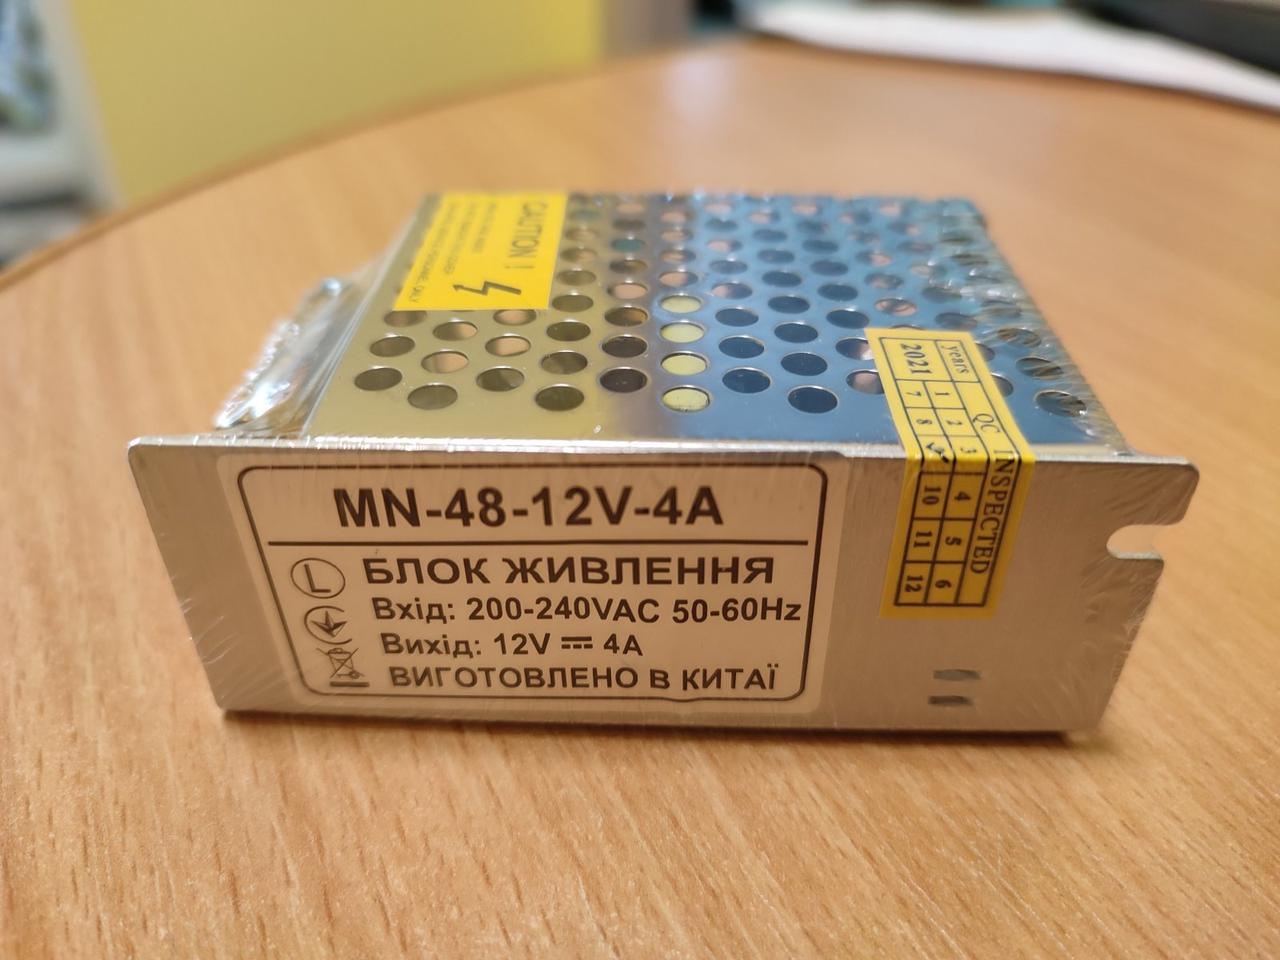 MN-48-12V-4A
БЛОК ЖИВЛЕННЯ
Вхід: 200-240VAC 50-60Hz
Вихід: 12V 4A
ВИГОТОВЛЕНО В КИТАЇ
L
CAUTION !
QC INSPECTED
years 1 2 3 4 5 6
2021 7 8 10 11 12